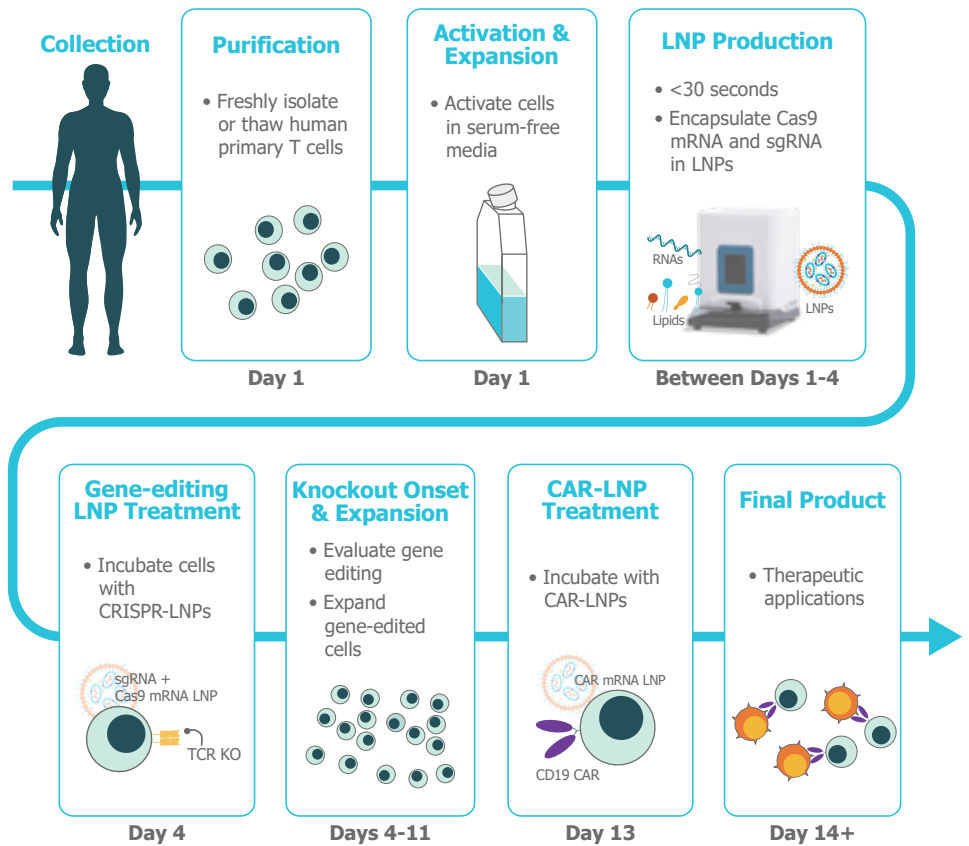 Collection
Purification
• Freshly isolate
or thaw human
primary T cells
Day 1
Activation &
Expansion
• Activate cells
in serum-free
media
Day 1
LNP Production
• <30 seconds
• Encapsulate Cas9
mRNA and sgRNA
in LNPs
RNAs
Lipids
LNPs
Between Days 1-4
Gene-editing
LNP Treatment
• Incubate cells
with
CRISPR-LNPs
sgRNA +
Cas9 mRNA LNP
TCR KO
Day 4
Knockout Onset
& Expansion
• Evaluate gene
editing
• Expand
gene-edited
cells
Days 4-11
CAR-LNP
Treatment
• Incubate with
CAR-LNPs
CAR mRNA LNP
CD19 CAR
Day 13
Final Product
• Therapeutic
applications
Day 14+